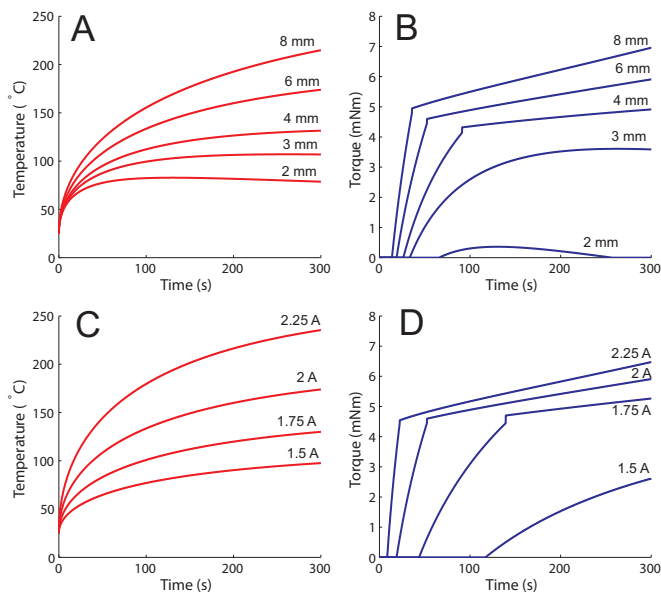 A
250
200
150
100
50
0
Temperature ( °C)
0
100
200
300
Time (s)
8 mm
6 mm
4 mm
3 mm
2 mm
B
8
7
6
5
4
3
2
1
0
Torque (mNm)
0
100
200
300
Time (s)
8 mm
6 mm
4 mm
3 mm
2 mm
C
250
200
150
100
50
0
Temperature ( °C)
0
100
200
300
Time (s)
2.25 A
2 A
1.75 A
1.5 A
D
8
7
6
5
4
3
2
1
0
Torque (mNm)
0
100
200
300
Time (s)
2.25 A
2 A
1.75 A
1.5 A